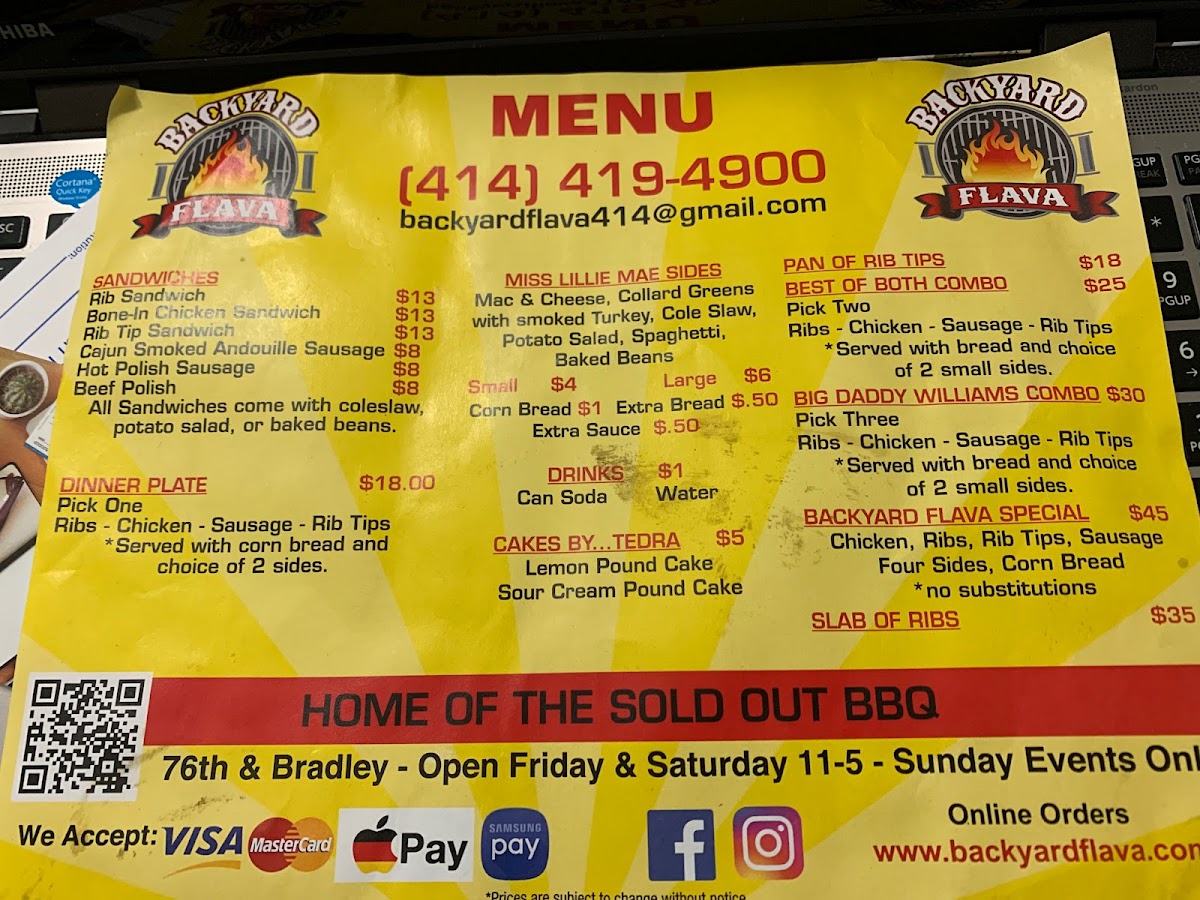 HIBA
Cortana
Quick Key
SC
PGUP
BREAK
*
9
PGUP
6
→
BACKYARD
FLAVA
MENU
(414) 419-4900
backyardflava414@gmail.com
BACKYARD
FLAVA
SANDWICHES
Rib Sandwich $13
Bone-In Chicken Sandwich $13
Rib Tip Sandwich $13
Cajun Smoked Andouille Sausage $8
Hot Polish Sausage $8
Beef Polish $8
All Sandwiches come with coleslaw,
potato salad, or baked beans.
DINNER PLATE $18.00
Pick One
Ribs - Chicken - Sausage - Rib Tips
*Served with corn bread and
choice of 2 sides.
MISS LILLIE MAE SIDES
Mac & Cheese, Collard Greens
with smoked Turkey, Cole Slaw,
Potato Salad, Spaghetti,
Baked Beans
Small $4 Large $6
Corn Bread $1 Extra Bread $.50
Extra Sauce $.50
DRINKS $1
Can Soda Water
CAKES BY...TEDRA $5
Lemon Pound Cake
Sour Cream Pound Cake
PAN OF RIB TIPS $18
BEST OF BOTH COMBO $25
Pick Two
Ribs - Chicken - Sausage - Rib Tips
*Served with bread and choice
of 2 small sides.
BIG DADDY WILLIAMS COMBO $30
Pick Three
Ribs - Chicken - Sausage - Rib Tips
*Served with bread and choice
of 2 small sides.
BACKYARD FLAVA SPECIAL $45
Chicken, Ribs, Rib Tips, Sausage
Four Sides, Corn Bread
*no substitutions
SLAB OF RIBS $35
HOME OF THE SOLD OUT BBQ
76th & Bradley - Open Friday & Saturday 11-5 - Sunday Events Onl
We Accept: VISA MasterCard Pay SAMSUNG pay
Online Orders
www.backyardflava.com
*Prices are subject to change without notice